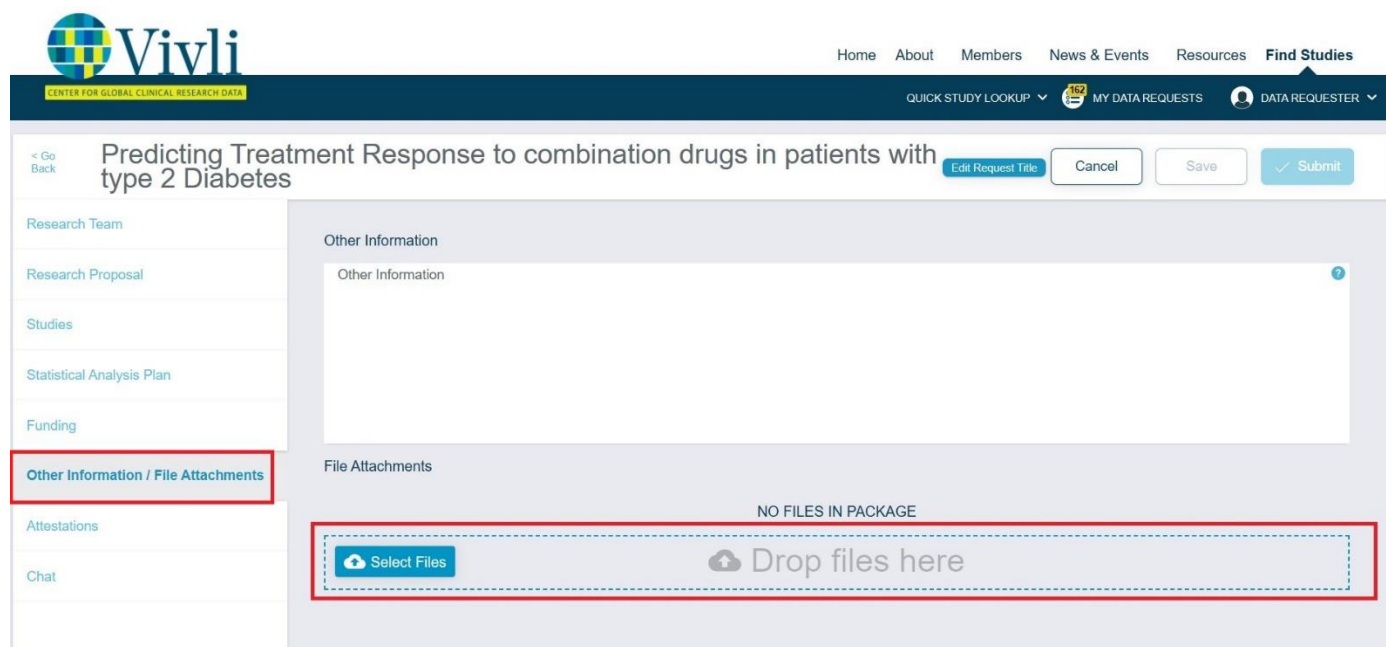 Vivli
CENTER FOR GLOBAL CLINICAL RESEARCH DATA
Home About Members News & Events Resources Find Studies
QUICK STUDY LOOKUP 162 MY DATA REQUESTS DATA REQUESTER
< Go Back
Predicting Treatment Response to combination drugs in patients with
type 2 Diabetes
Edit Request Title Cancel Save Submit
Research Team
Research Proposal
Studies
Statistical Analysis Plan
Funding
Other Information / File Attachments
Attestations
Chat
Other Information
Other Information ?
File Attachments
NO FILES IN PACKAGE
Select Files Drop files here